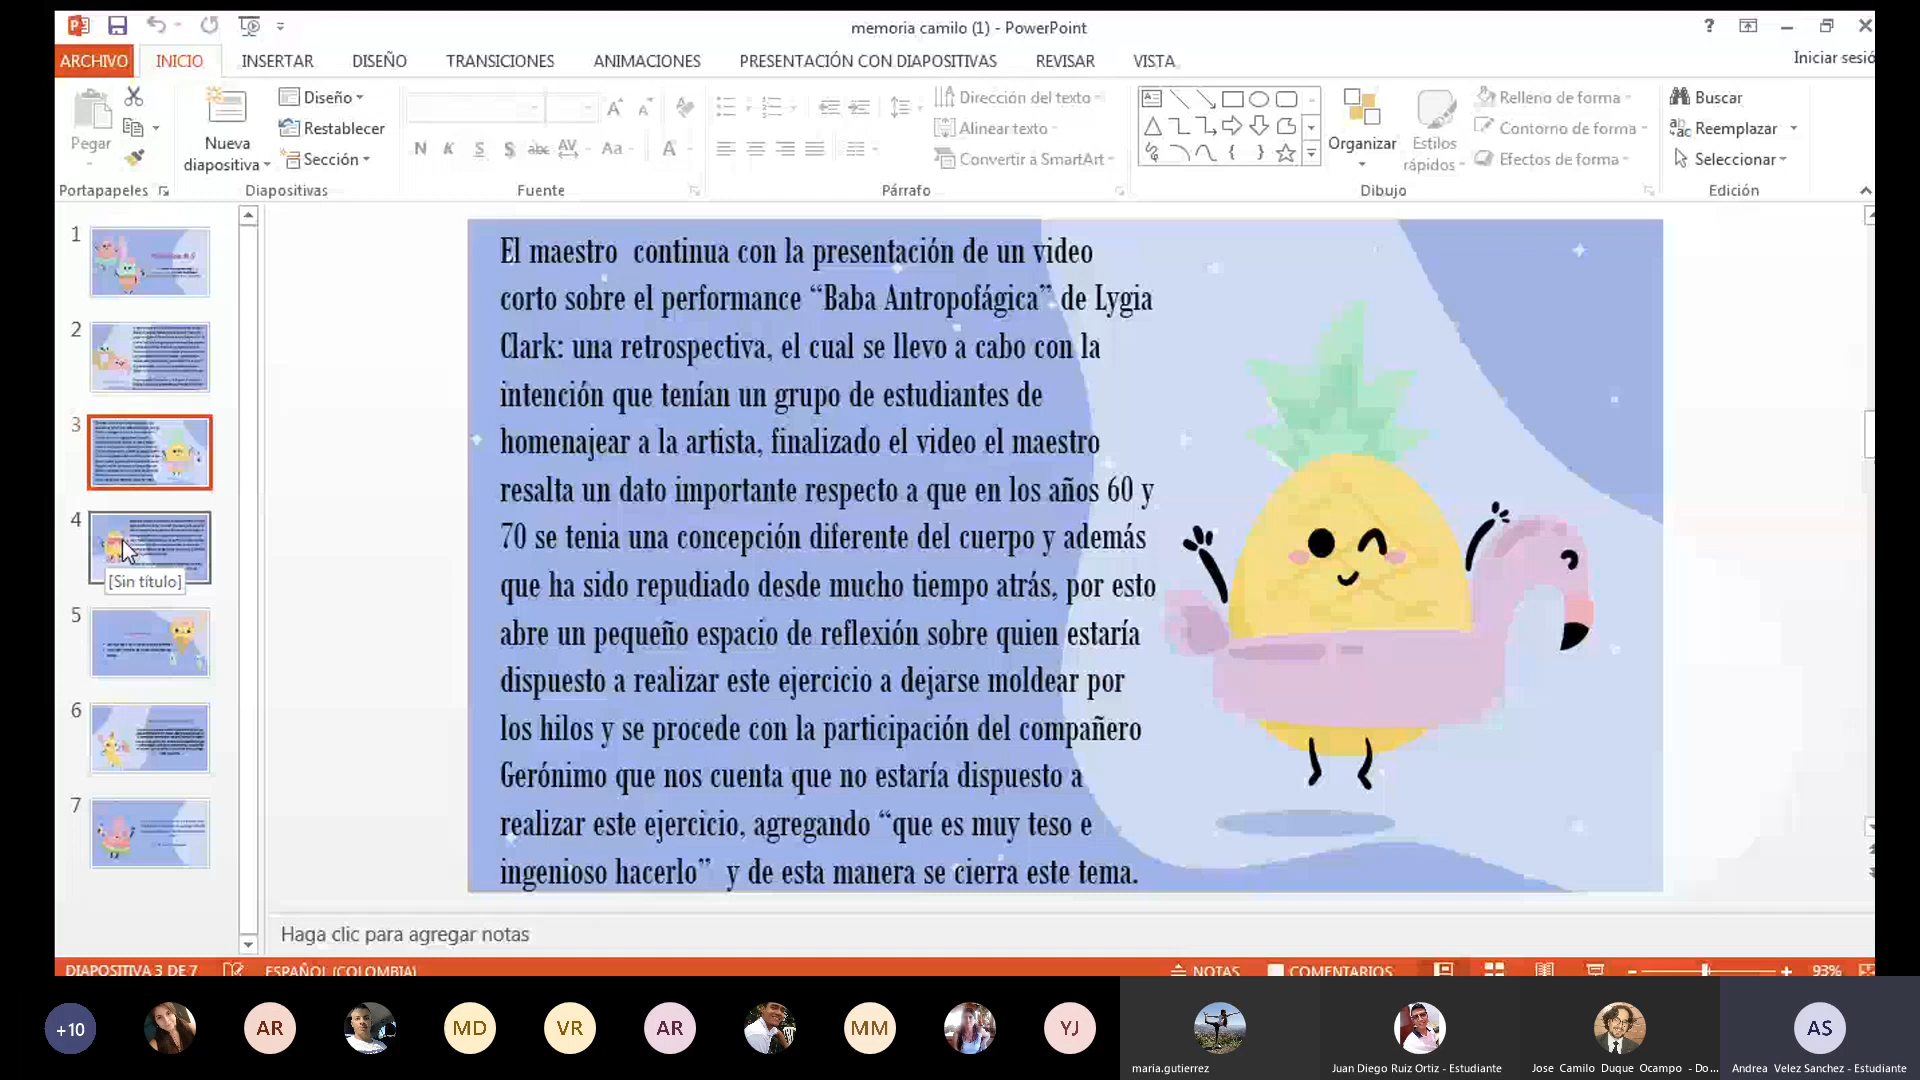 memoria camilo (1) - PowerPoint
ARCHIVO INICIO INSERTAR DISEÑO TRANSICIONES ANIMACIONES PRESENTACIÓN CON DIAPOSITIVAS REVISAR VISTA
Iniciar sesió
Pegar
Nueva diapositiva
Diseño
Restablecer
Sección
Dirección del texto
Alinear texto
Convertir a SmartArt
Organizar
Estilos rápidos
Relleno de forma
Contorno de forma
Efectos de forma
Buscar
Reemplazar
Seleccionar
Portapapeles Diapositivas Fuente Párrafo Dibujo Edición
1
2
3
4
[Sin título]
5
6
7
El maestro continua con la presentación de un video
corto sobre el performance “Baba Antropofágica” de Lygia
Clark: una retrospectiva, el cual se llevo a cabo con la
intención que tenían un grupo de estudiantes de
homenajear a la artista, finalizado el video el maestro
resalta un dato importante respecto a que en los años 60 y
70 se tenia una concepción diferente del cuerpo y además
que ha sido repudiado desde mucho tiempo atrás, por esto
abre un pequeño espacio de reflexión sobre quien estaría
dispuesto a realizar este ejercicio a dejarse moldear por
los hilos y se procede con la participación del compañero
Gerónimo que nos cuenta que no estaría dispuesto a
realizar este ejercicio, agregando “que es muy teso e
ingenioso hacerlo” y de esta manera se cierra este tema.
Haga clic para agregar notas
DIAPOSITIVA 3 DE 7 ESPAÑOL (COLOMBIA) NOTAS COMENTARIOS 93%
+10 AR MD VR AR MM YJ AS
maria.gutierrez
Juan Diego Ruiz Ortiz - Estudiante
Jose Camilo Duque Ocampo - Do...
Andrea Velez Sanchez - Estudiante